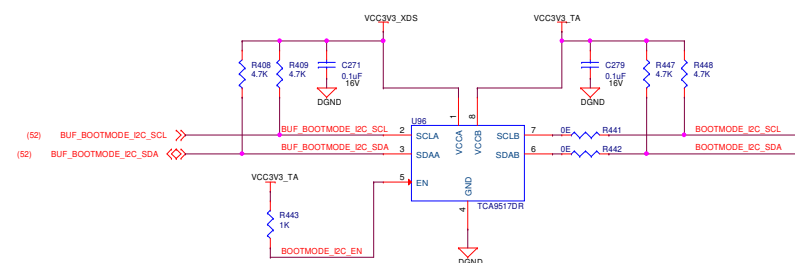 VCC3V3_XDS
VCC3V3_TA
R408
4.7K
R409
4.7K
C271
0.1uF
16V
DGND
C279
0.1uF
16V
DGND
R447
4.7K
R448
4.7K
U96
1
8
VCCA
VCCB
(52) BUF_BOOTMODE_I2C_SCL
BUF_BOOTMODE_I2C_SCL
2
SCLA
SCLB
7
0E
R441
BOOTMODE_I2C_SCL
(52) BUF_BOOTMODE_I2C_SDA
BUF_BOOTMODE_I2C_SDA
3
SDAA
SDAB
6
0E
R442
BOOTMODE_I2C_SDA
VCC3V3_TA
5
EN
GND
4
TCA9517DR
R443
1K
BOOTMODE_I2C_EN
DGND